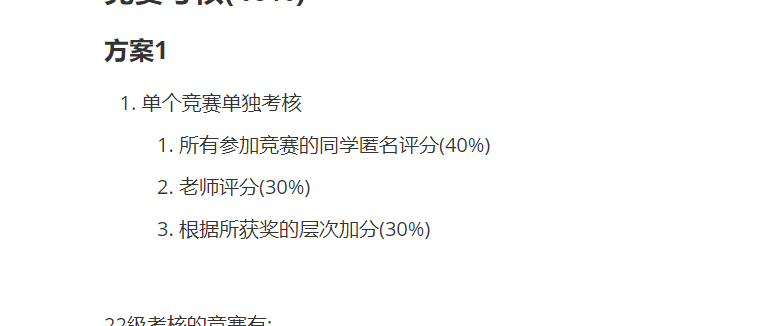 方案1
1. 单个竞赛单独考核
1. 所有参加竞赛的同学匿名评分(40%)
2. 老师评分(30%)
3. 根据所获奖的层次加分(30%)
22级考核的竞赛有: